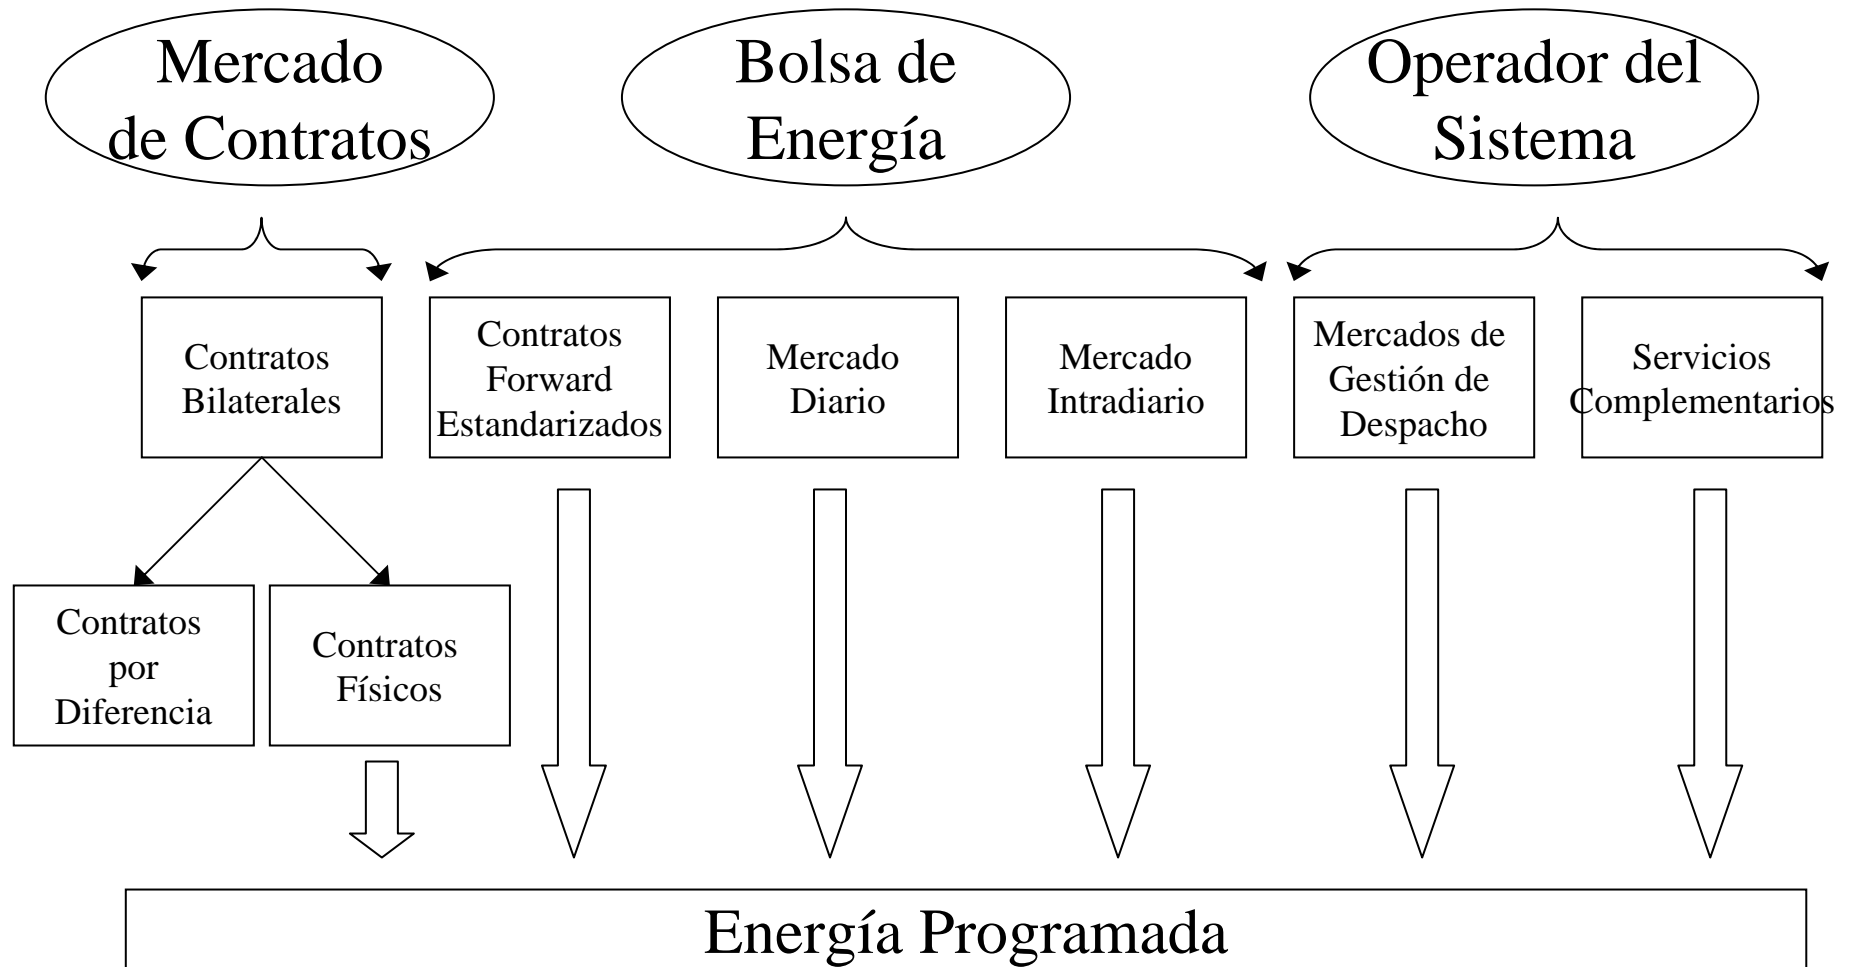 Mercado
de Contratos
Bolsa de
Energía
Operador del
Sistema
Contratos
Bilaterales
Contratos
Forward
Estandarizados
Mercado
Diario
Mercado
Intradiario
Mercados de
Gestión de
Despacho
Servicios
Complementarios
Contratos
por
Diferencia
Contratos
Físicos
Energía Programada